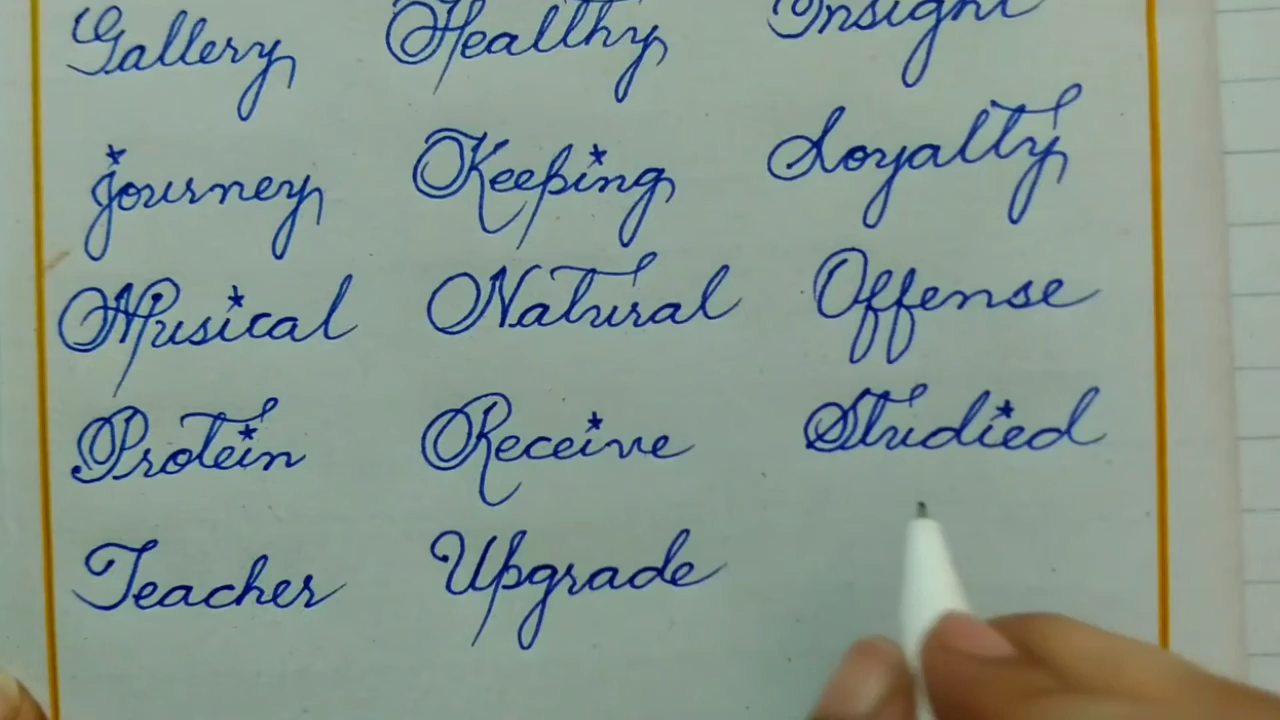 Gallery Healthy Insight
journey Keeping Loyalty
Musical Natural Offense
Protein Receive Studied
Teacher Upgrade